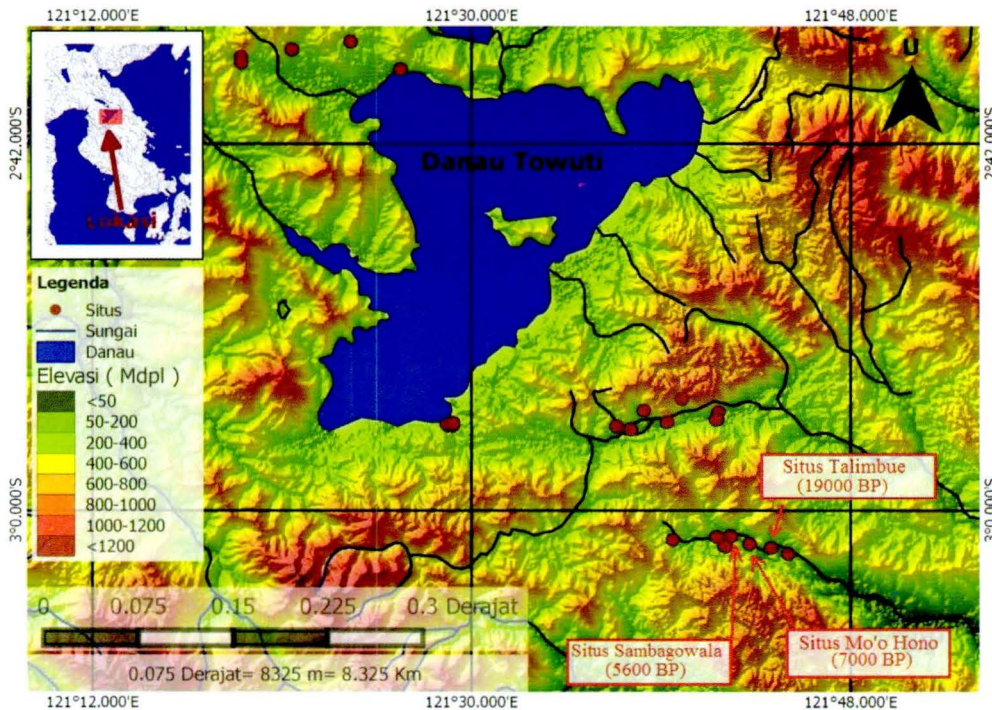 121°12.000'E
121°30.000'E
121°48.000'E
U
2°42.000'S
2°42.000'S
Danau Towuti
Lokasi
Legenda
Situs
Sungai
Danau
Elevasi ( Mdpl )
<50
50-200
200-400
400-600
600-800
800-1000
1000-1200
<1200
Situs Talimbue
(19000 BP)
3°0.000'S
3°0.000'S
0 0.075 0.15 0.225 0.3 Derajat
0.075 Derajat= 8325 m= 8.325 Km
Situs Sambagowala
(5600 BP)
Situs Mo'o Hono
(7000 BP)
121°12.000'E
121°30.000'E
121°48.000'E